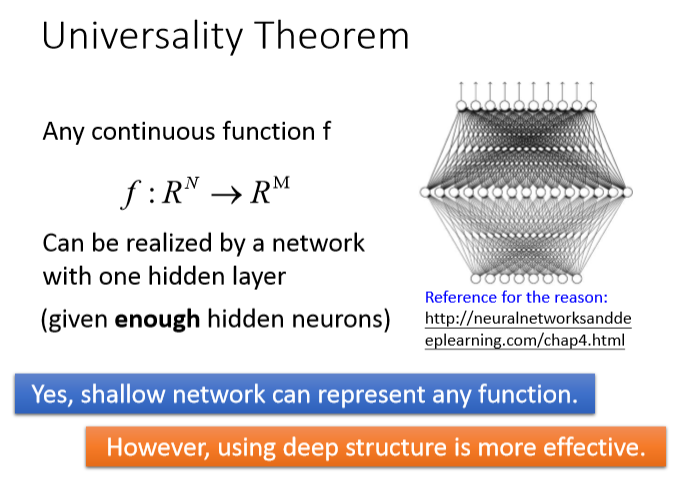 Universality Theorem
Any continuous function f
f : R^N → R^M
Can be realized by a network
with one hidden layer
(given enough hidden neurons)
Reference for the reason:
http://neuralnetworksandde
eplearning.com/chap4.html
Yes, shallow network can represent any function.
However, using deep structure is more effective.